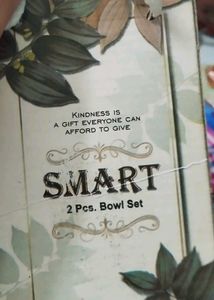 KINDNESS IS
A GIFT EVERYONE CAN
AFFORD TO GIVE
SMART
2 Pcs. Bowl Set